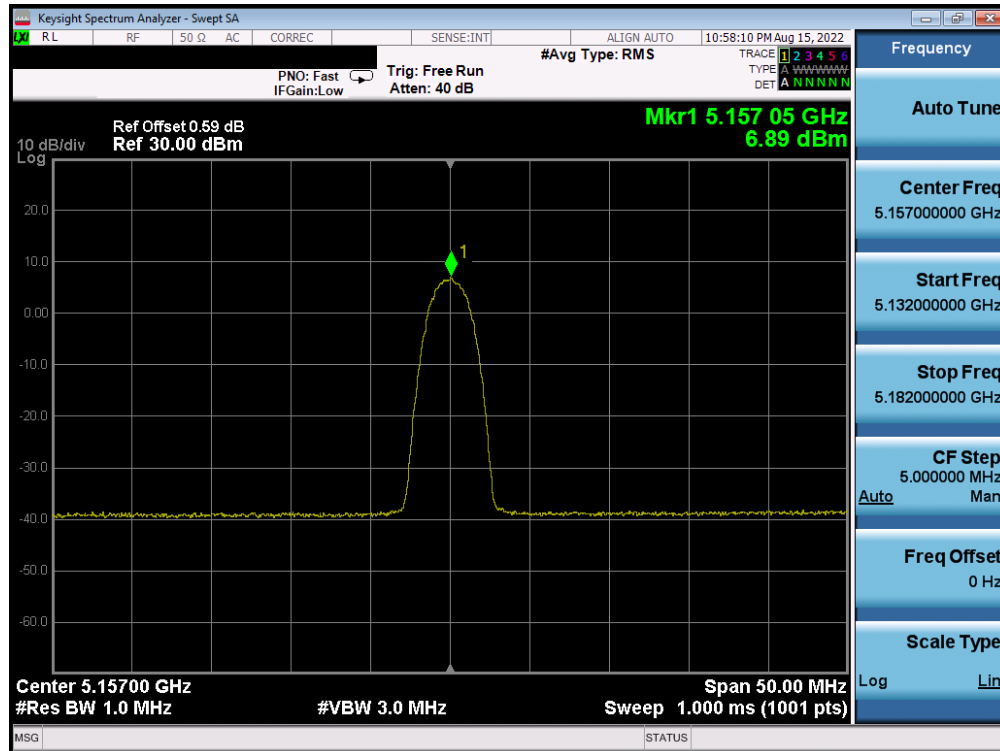 Keysight Spectrum Analyzer - Swept SA
LXI RL RF 50 Ω AC CORREC SENSE:INT ALIGN AUTO 10:58:10 PM Aug 15, 2022
PNO: Fast
IFGain:Low
Trig: Free Run
Atten: 40 dB
#Avg Type: RMS
TRACE 1 2 3 4 5 6
TYPE A WWWWW
DET A N N N N N
Mkr1 5.157 05 GHz
6.89 dBm
Ref Offset 0.59 dB
Ref 30.00 dBm
10 dB/div
Log
1
20.0
10.0
0.00
-10.0
-20.0
-30.0
-40.0
-50.0
-60.0
Center 5.15700 GHz
Span 50.00 MHz
#Res BW 1.0 MHz
#VBW 3.0 MHz
Sweep 1.000 ms (1001 pts)
MSG
STATUS
Frequency
Auto Tune
Center Freq
5.157000000 GHz
Start Freq
5.132000000 GHz
Stop Freq
5.182000000 GHz
CF Step
5.000000 MHz
Auto Man
Freq Offset
0 Hz
Scale Type
Log Lin